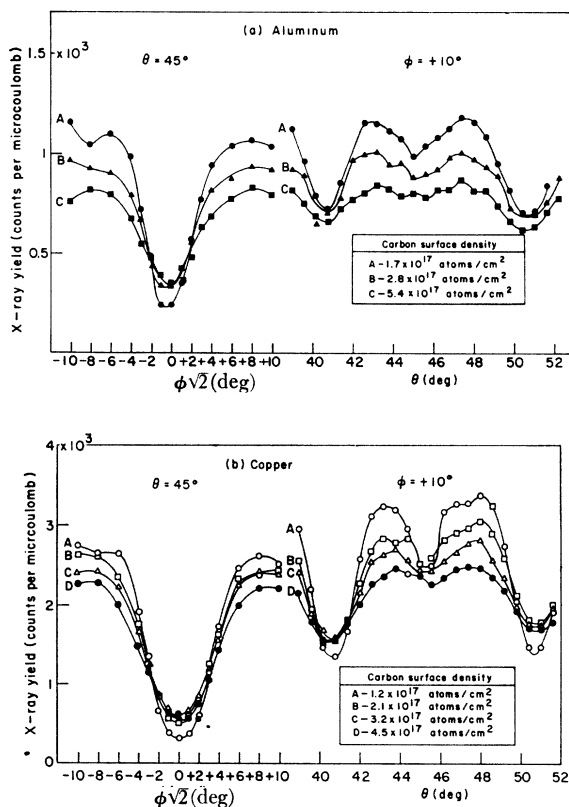 (a) Aluminum
×10³
1.5
θ = 45°
φ = +10°
A
B
C
A
B
C
1
0.5
0
X-ray yield (counts per microcoulomb)
Carbon surface density
A-1.7x10¹⁷ atoms/cm²
B-2.8x10¹⁷ atoms/cm²
C-5.4x10¹⁷ atoms/cm²
-10 -8 -6 -4 -2 0 +2 +4 +6 +8 +10 40 42 44 46 48 50 52
φ√2(deg) θ(deg)
4 ×10³
(b) Copper
θ = 45°
φ = +10°
A
B
C
D
A
B
C
D
3
2
1
0
X-ray yield (counts per micrcoulomb)
Carbon surface density
A-1.2x10¹⁷ atoms/cm²
B-2.1x10¹⁷ atoms/cm²
C-3.2x10¹⁷ atoms/cm²
D-4.5x10¹⁷ atoms/cm²
-10 -8 -6 -4 -2 0 +2 +4 +6 +8 +10 40 42 44 46 48 50 52
φ√2(deg) θ(deg)